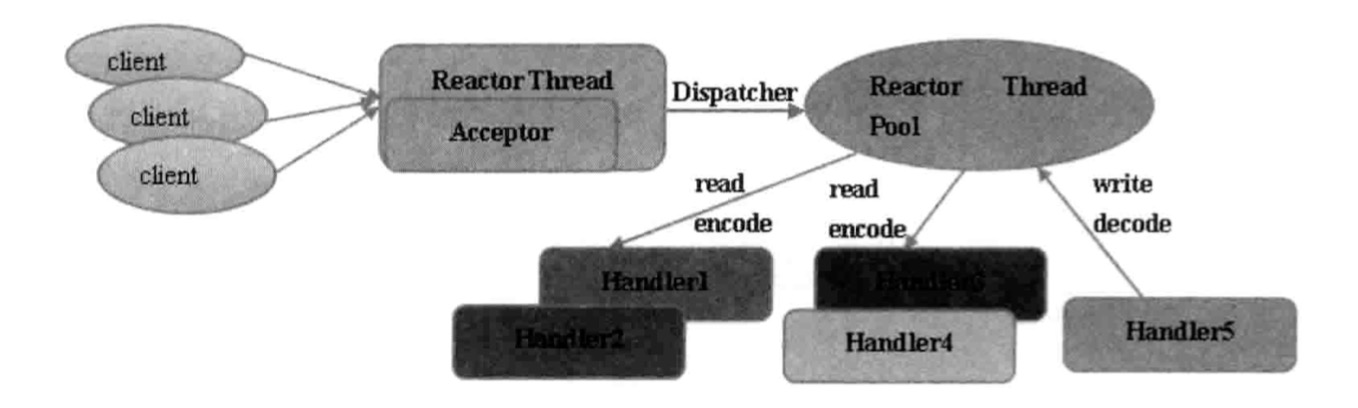 client
client
client
Reactor Thread
Acceptor
Dispatcher
Reactor Thread
Pool
read
encode
read
encode
write
decode
Handler1
Handler2
Handler3
Handler4
Handler5